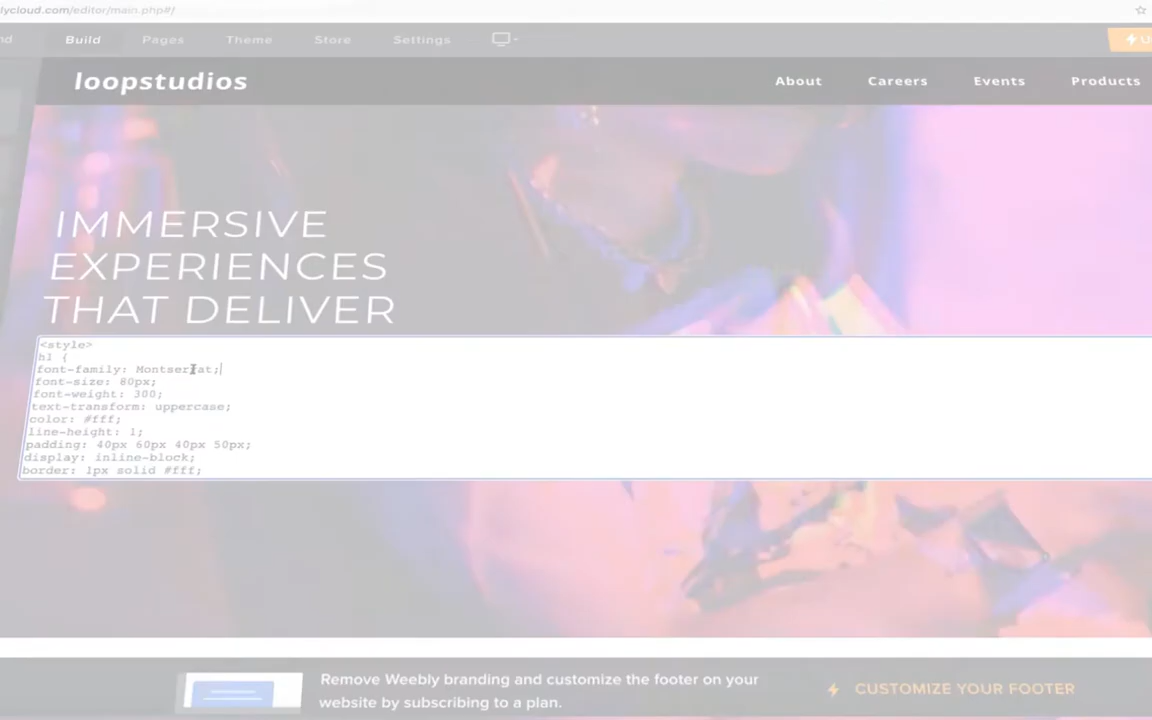 lycloud.com/editor/main.php#/
Build Pages Theme Store Settings
loopstudios
About Careers Events Products
IMMERSIVE
EXPERIENCES
THAT DELIVER
<style>
h1 {
font-family: Montserrat;
font-size: 80px;
font-weight: 300;
text-transform: uppercase;
color: #fff;
line-height: 1;
padding: 40px 60px 40px 50px;
display: inline-block;
border: 1px solid #fff;
Remove Weebly branding and customize the footer on your
website by subscribing to a plan.
CUSTOMIZE YOUR FOOTER